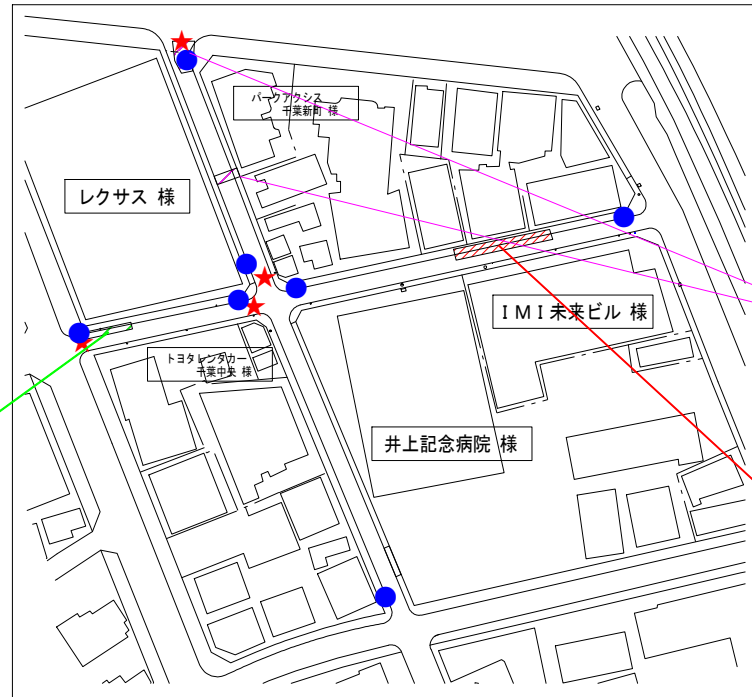 パークアクシス
千葉新町 様
レクサス 様
ＩＭＩ未来ビル 様
トヨタレンタカー
千葉中央 様
井上記念病院 様